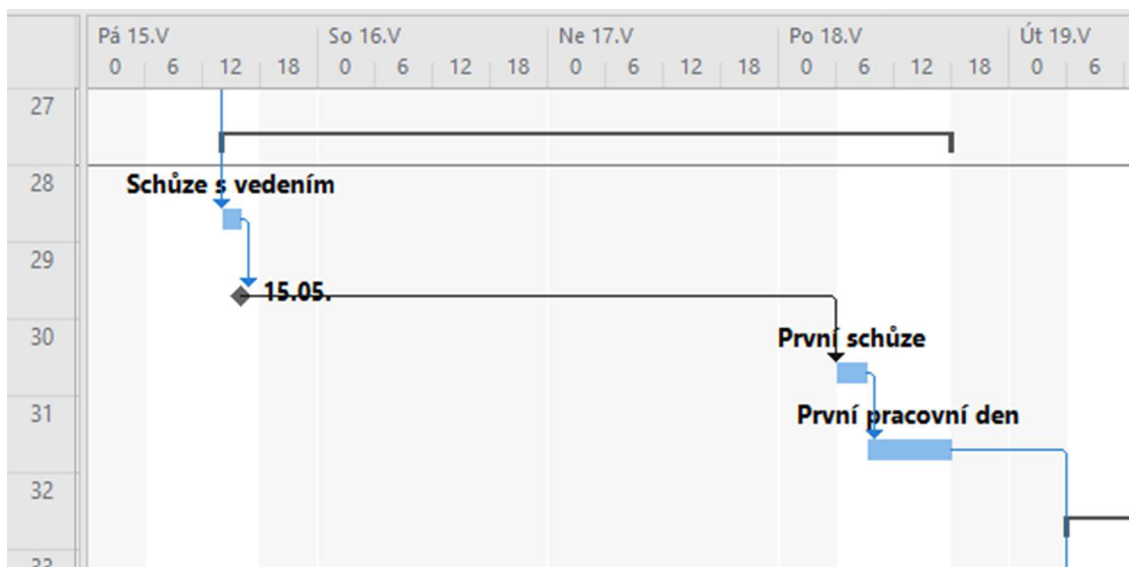 Pá 15.V So 16.V Ne 17.V Po 18.V Út 19.V
0 6 12 18 0 6 12 18 0 6 12 18 0 6 12 18 0 6
27
28
Schůze s vedením
29
15.05.
30
První schůze
31
První pracovní den
32
33